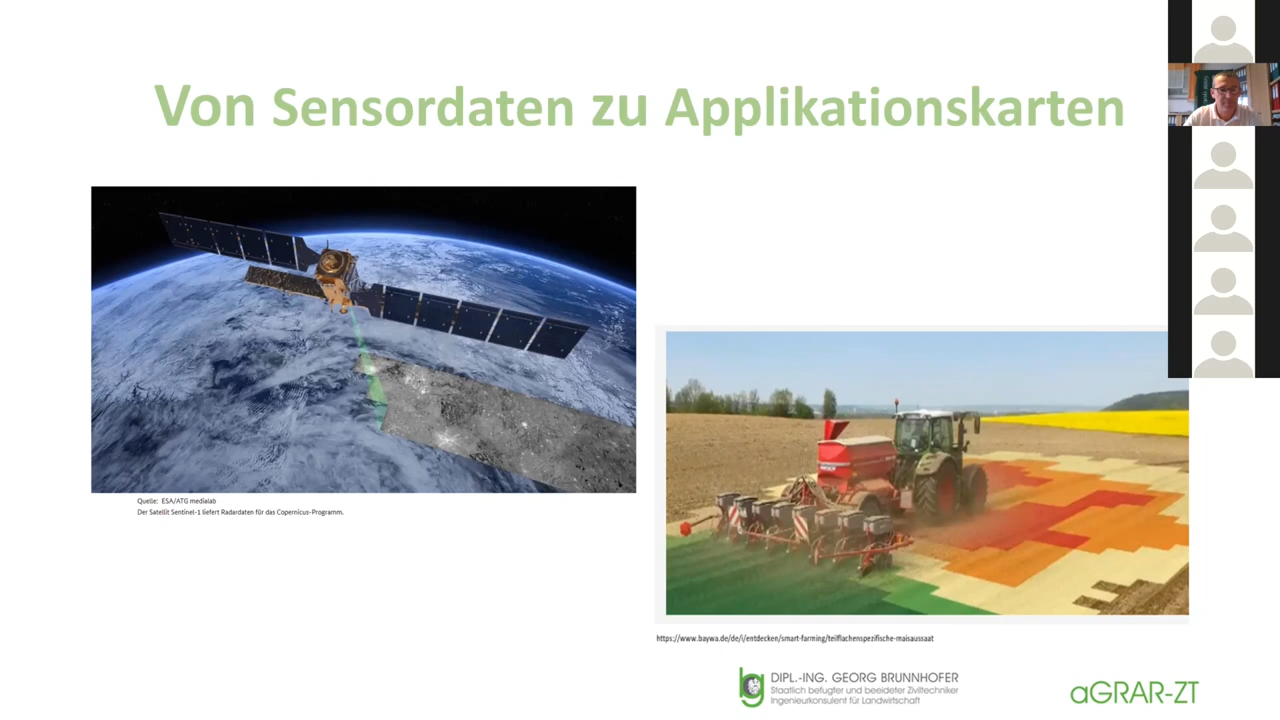 Von Sensordaten zu Applikationskarten
Quelle: ESA/ATG medialab
Der Satellit Sentinel-1 liefert Radardaten für das Copernicus-Programm.
https://www.baywa.de/de/i/entdecken/smart-farming/teilflachenspezifische-maisaussaat
bg
DIPL.-ING. GEORG BRUNNHOFER
Staatlich befugter und beeideter Ziviltechniker
Ingenieurkonsulent für Landwirtschaft
aGRAR-ZT